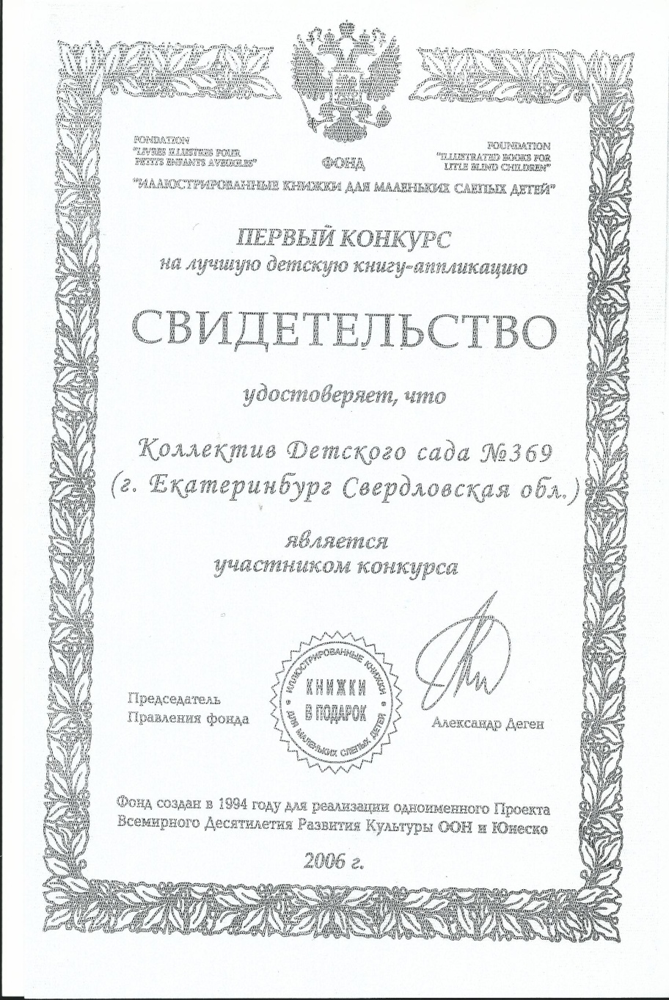 FONDATION
"LIVRES ILLUSTRES POUR
PETITS ENFANTS AVEUGLES"
ФОНД
FOUNDATION
"ILLUSTRATED BOOKS FOR
LITLE BLIND CHILDREN"
"ИЛЛЮСТРИРОВАННЫЕ КНИЖКИ ДЛЯ МАЛЕНЬКИХ СЛЕПЫХ ДЕТЕЙ"
ПЕРВЫЙ КОНКУРС
на лучшую детскую книгу-аппликацию
СВИДЕТЕЛЬСТВО
удостоверяет, что
Коллектив Детского сада №369
(г. Екатеринбург Свердловская обл.)
является
участником конкурса
Председатель
Правления фонда
ИЛЛЮСТРИРОВАННЫЕ КНИЖКИ
КНИЖКИ
В ПОДАРОК
ДЛЯ МАЛЕНЬКИХ СЛЕПЫХ ДЕТЕЙ
Александр Деген
Фонд создан в 1994 году для реализации одноименного Проекта
Всемирного Десятилетия Развития Культуры ООН и Юнеско
2006 г.